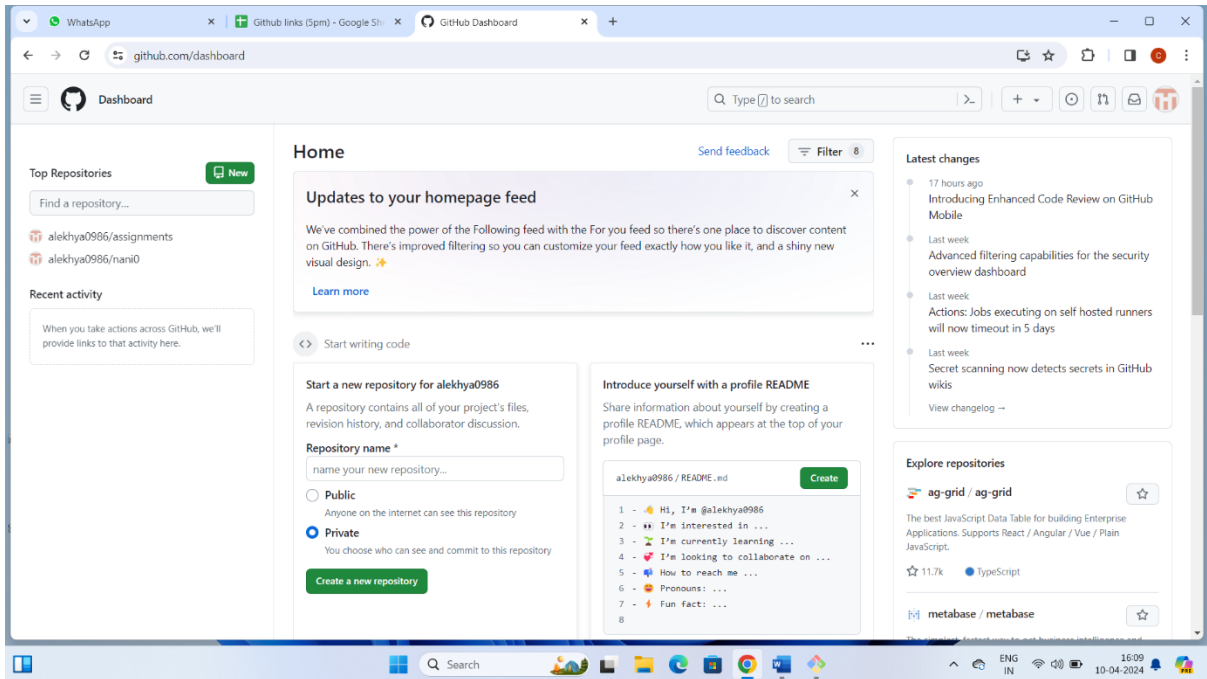 WhatsApp
Github links (5pm) - Google She
GitHub Dashboard
github.com/dashboard
C
Dashboard
Type / to search
Top Repositories
New
Find a repository...
alekhya0986/assignments
alekhya0986/nani0
Recent activity
When you take actions across GitHub, we'll
provide links to that activity here.
Home
Send feedback
Filter 8
Updates to your homepage feed
We've combined the power of the Following feed with the For you feed so there's one place to discover content
on GitHub. There's improved filtering so you can customize your feed exactly how you like it, and a shiny new
visual design. ✨
Learn more
Start writing code
Start a new repository for alekhya0986
A repository contains all of your project's files,
revision history, and collaborator discussion.
Repository name *
name your new repository...
Public
Anyone on the internet can see this repository
Private
You choose who can see and commit to this repository
Create a new repository
Introduce yourself with a profile README
Share information about yourself by creating a
profile README, which appears at the top of your
profile page.
alekhya0986/README.md
Create
1 - 👋 Hi, I'm @alekhya0986
2 - 👀 I'm interested in ...
3 - 🌱 I'm currently learning ...
4 - 💞️ I'm looking to collaborate on ...
5 - 📫 How to reach me ...
6 - 😄 Pronouns: ...
7 - ⚡ Fun fact: ...
8
Latest changes
17 hours ago
Introducing Enhanced Code Review on GitHub
Mobile
Last week
Advanced filtering capabilities for the security
overview dashboard
Last week
Actions: Jobs executing on self hosted runners
will now timeout in 5 days
Last week
Secret scanning now detects secrets in GitHub
wikis
View changelog →
Explore repositories
ag-grid / ag-grid
The best JavaScript Data Table for building Enterprise
Applications. Supports React / Angular / Vue / Plain
JavaScript.
11.7k
TypeScript
metabase / metabase
Search
ENG
IN
16:09
10-04-2024
PRE